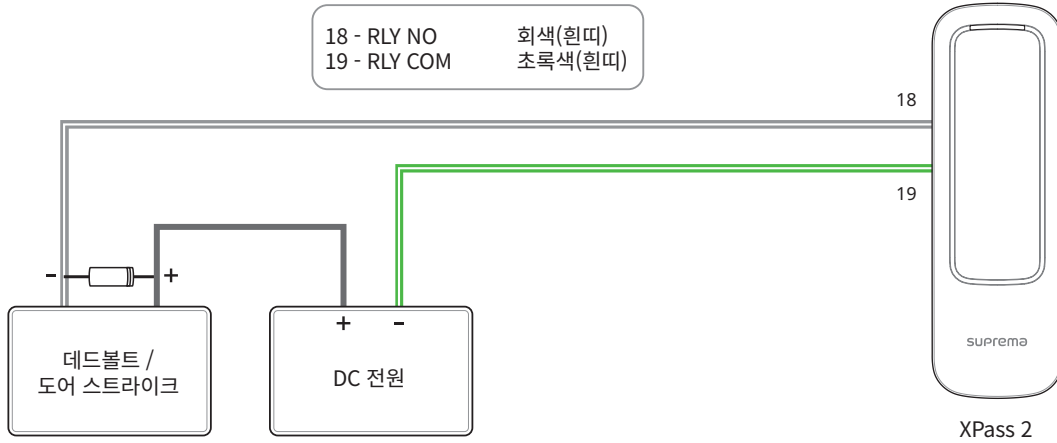 18 - RLY NO 회색(흰띠)
19 - RLY COM 초록색(흰띠)
18
19
- +
+ -
데드볼트 /
도어 스트라이크
DC 전원
suprema
XPass 2